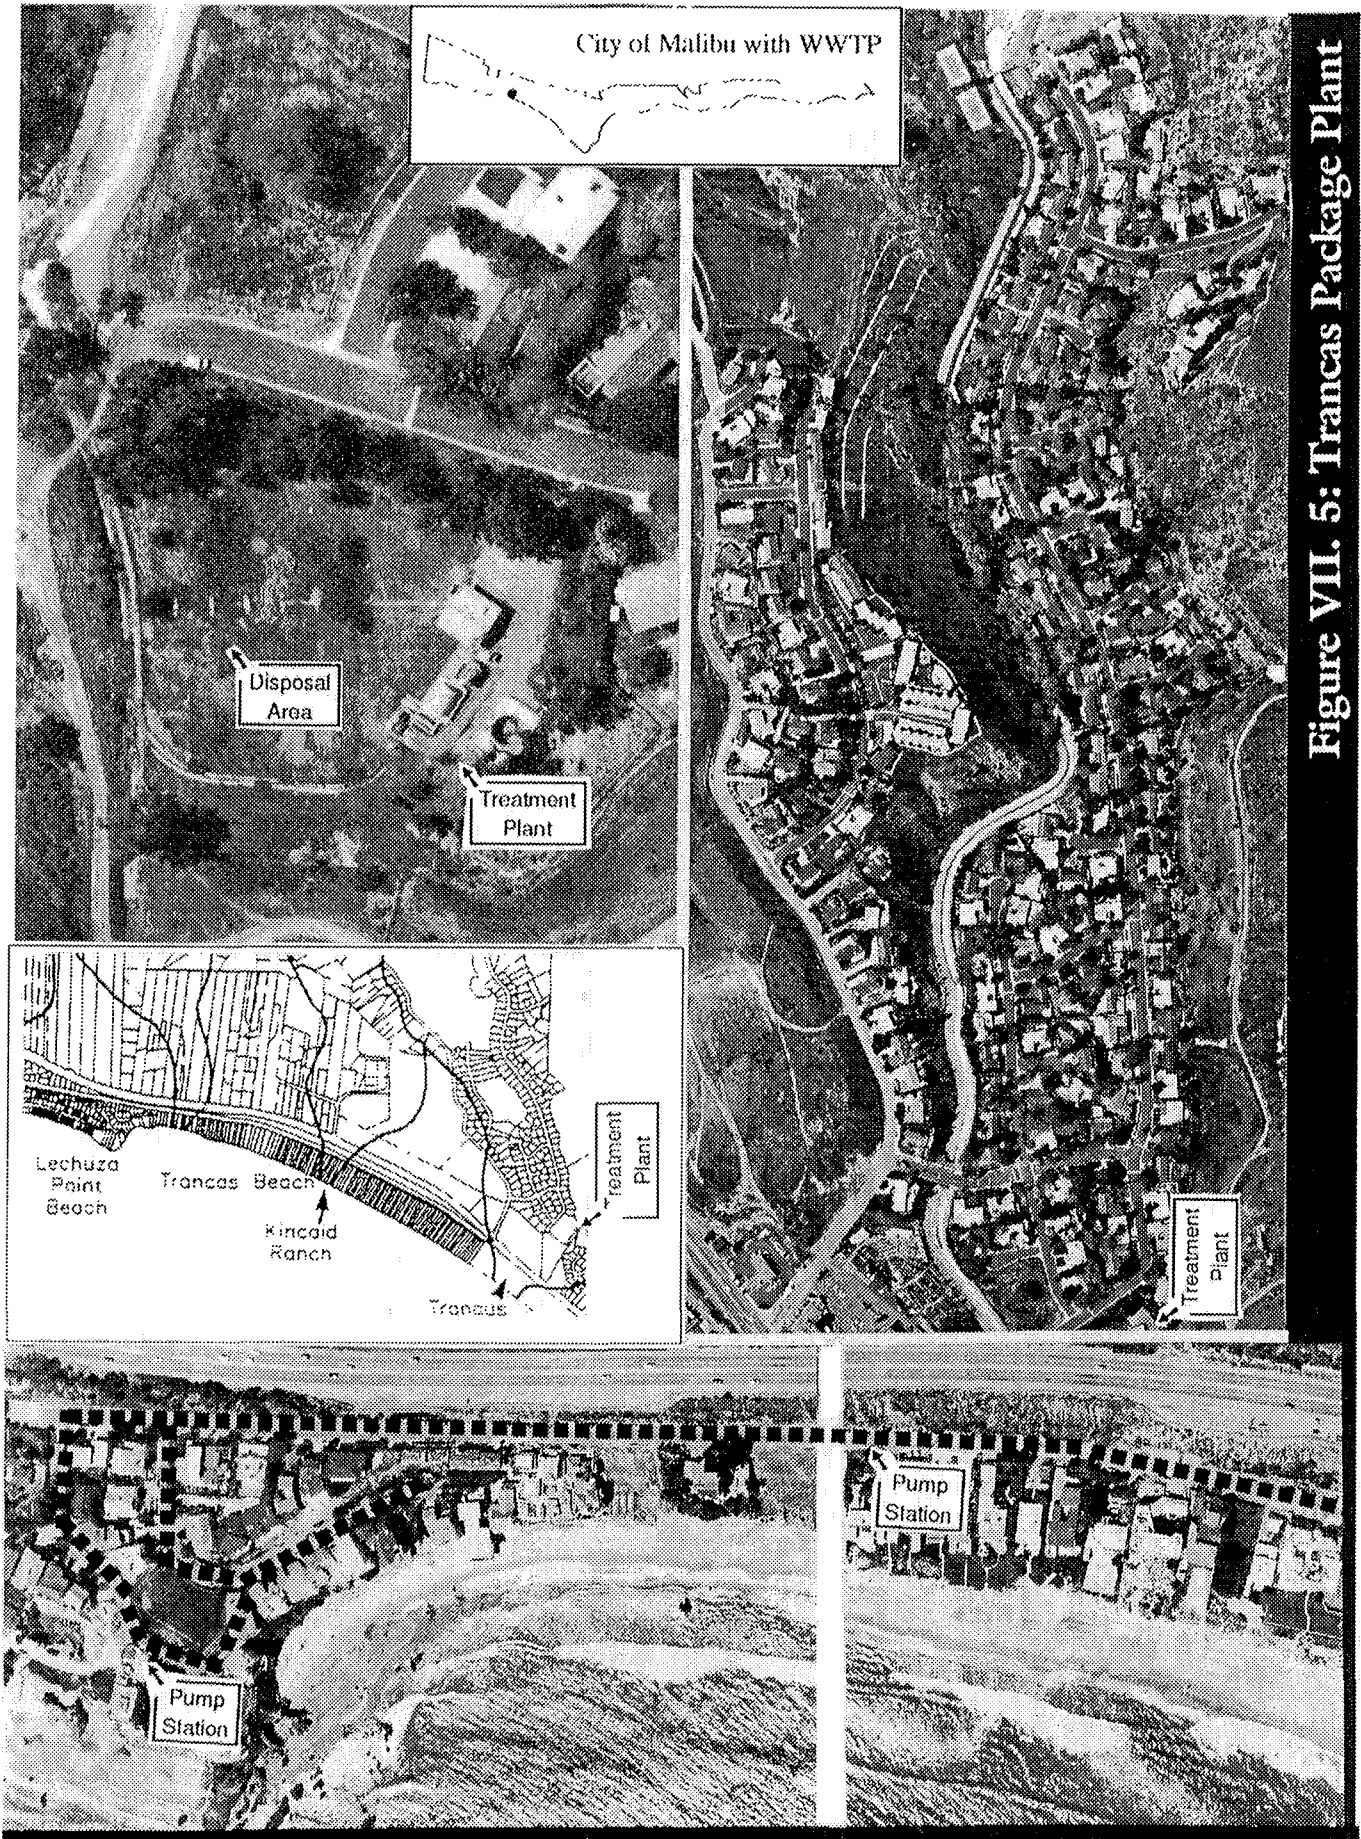 City of Malibu with WWTP
Figure VII. 5: Trancas Package Plant
Disposal
Area
Treatment
Plant
Lechuza
Point
Beach
Trancas Beach
Kincaid
Ranch
Trancas
Treatment
Plant
Treatment
Plant
Pump
Station
Pump
Station